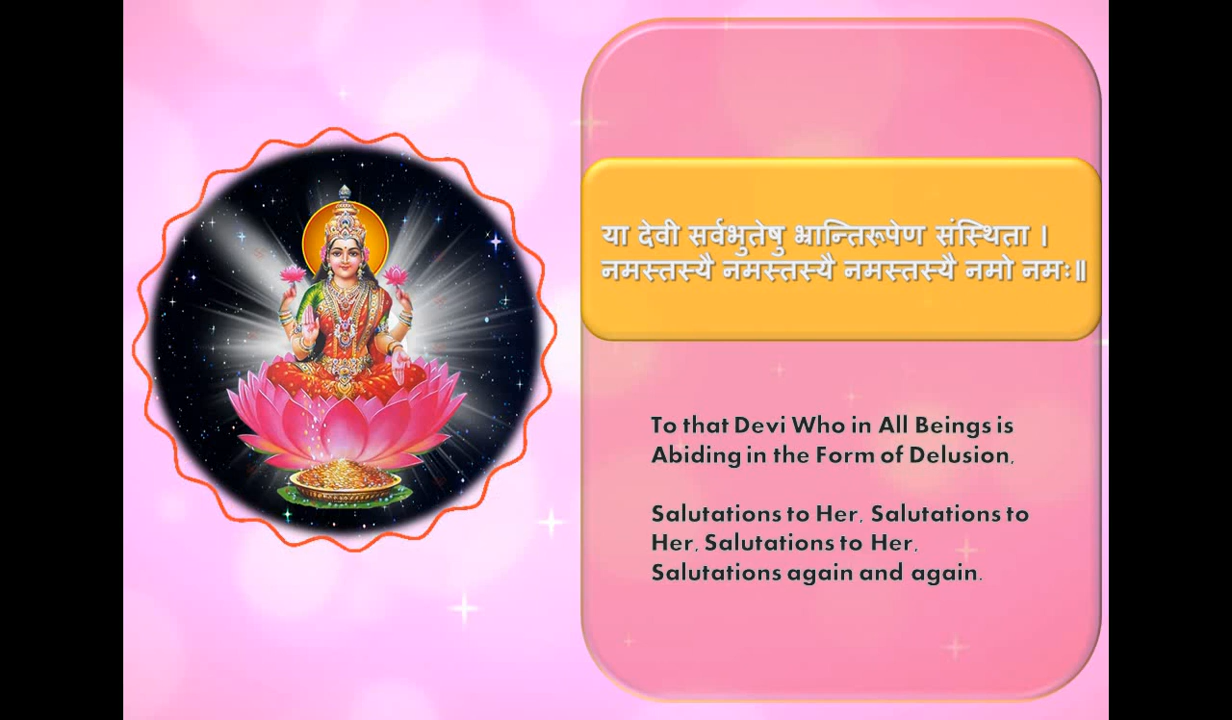 या देवी सर्वभुतेषु भ्रान्तिरूपेण संस्थिता ।
नमस्तस्यै नमस्तस्यै नमस्तस्यै नमो नमः॥
To that Devi Who in All Beings is
Abiding in the Form of Delusion,
Salutations to Her, Salutations to
Her, Salutations to Her,
Salutations again and again.